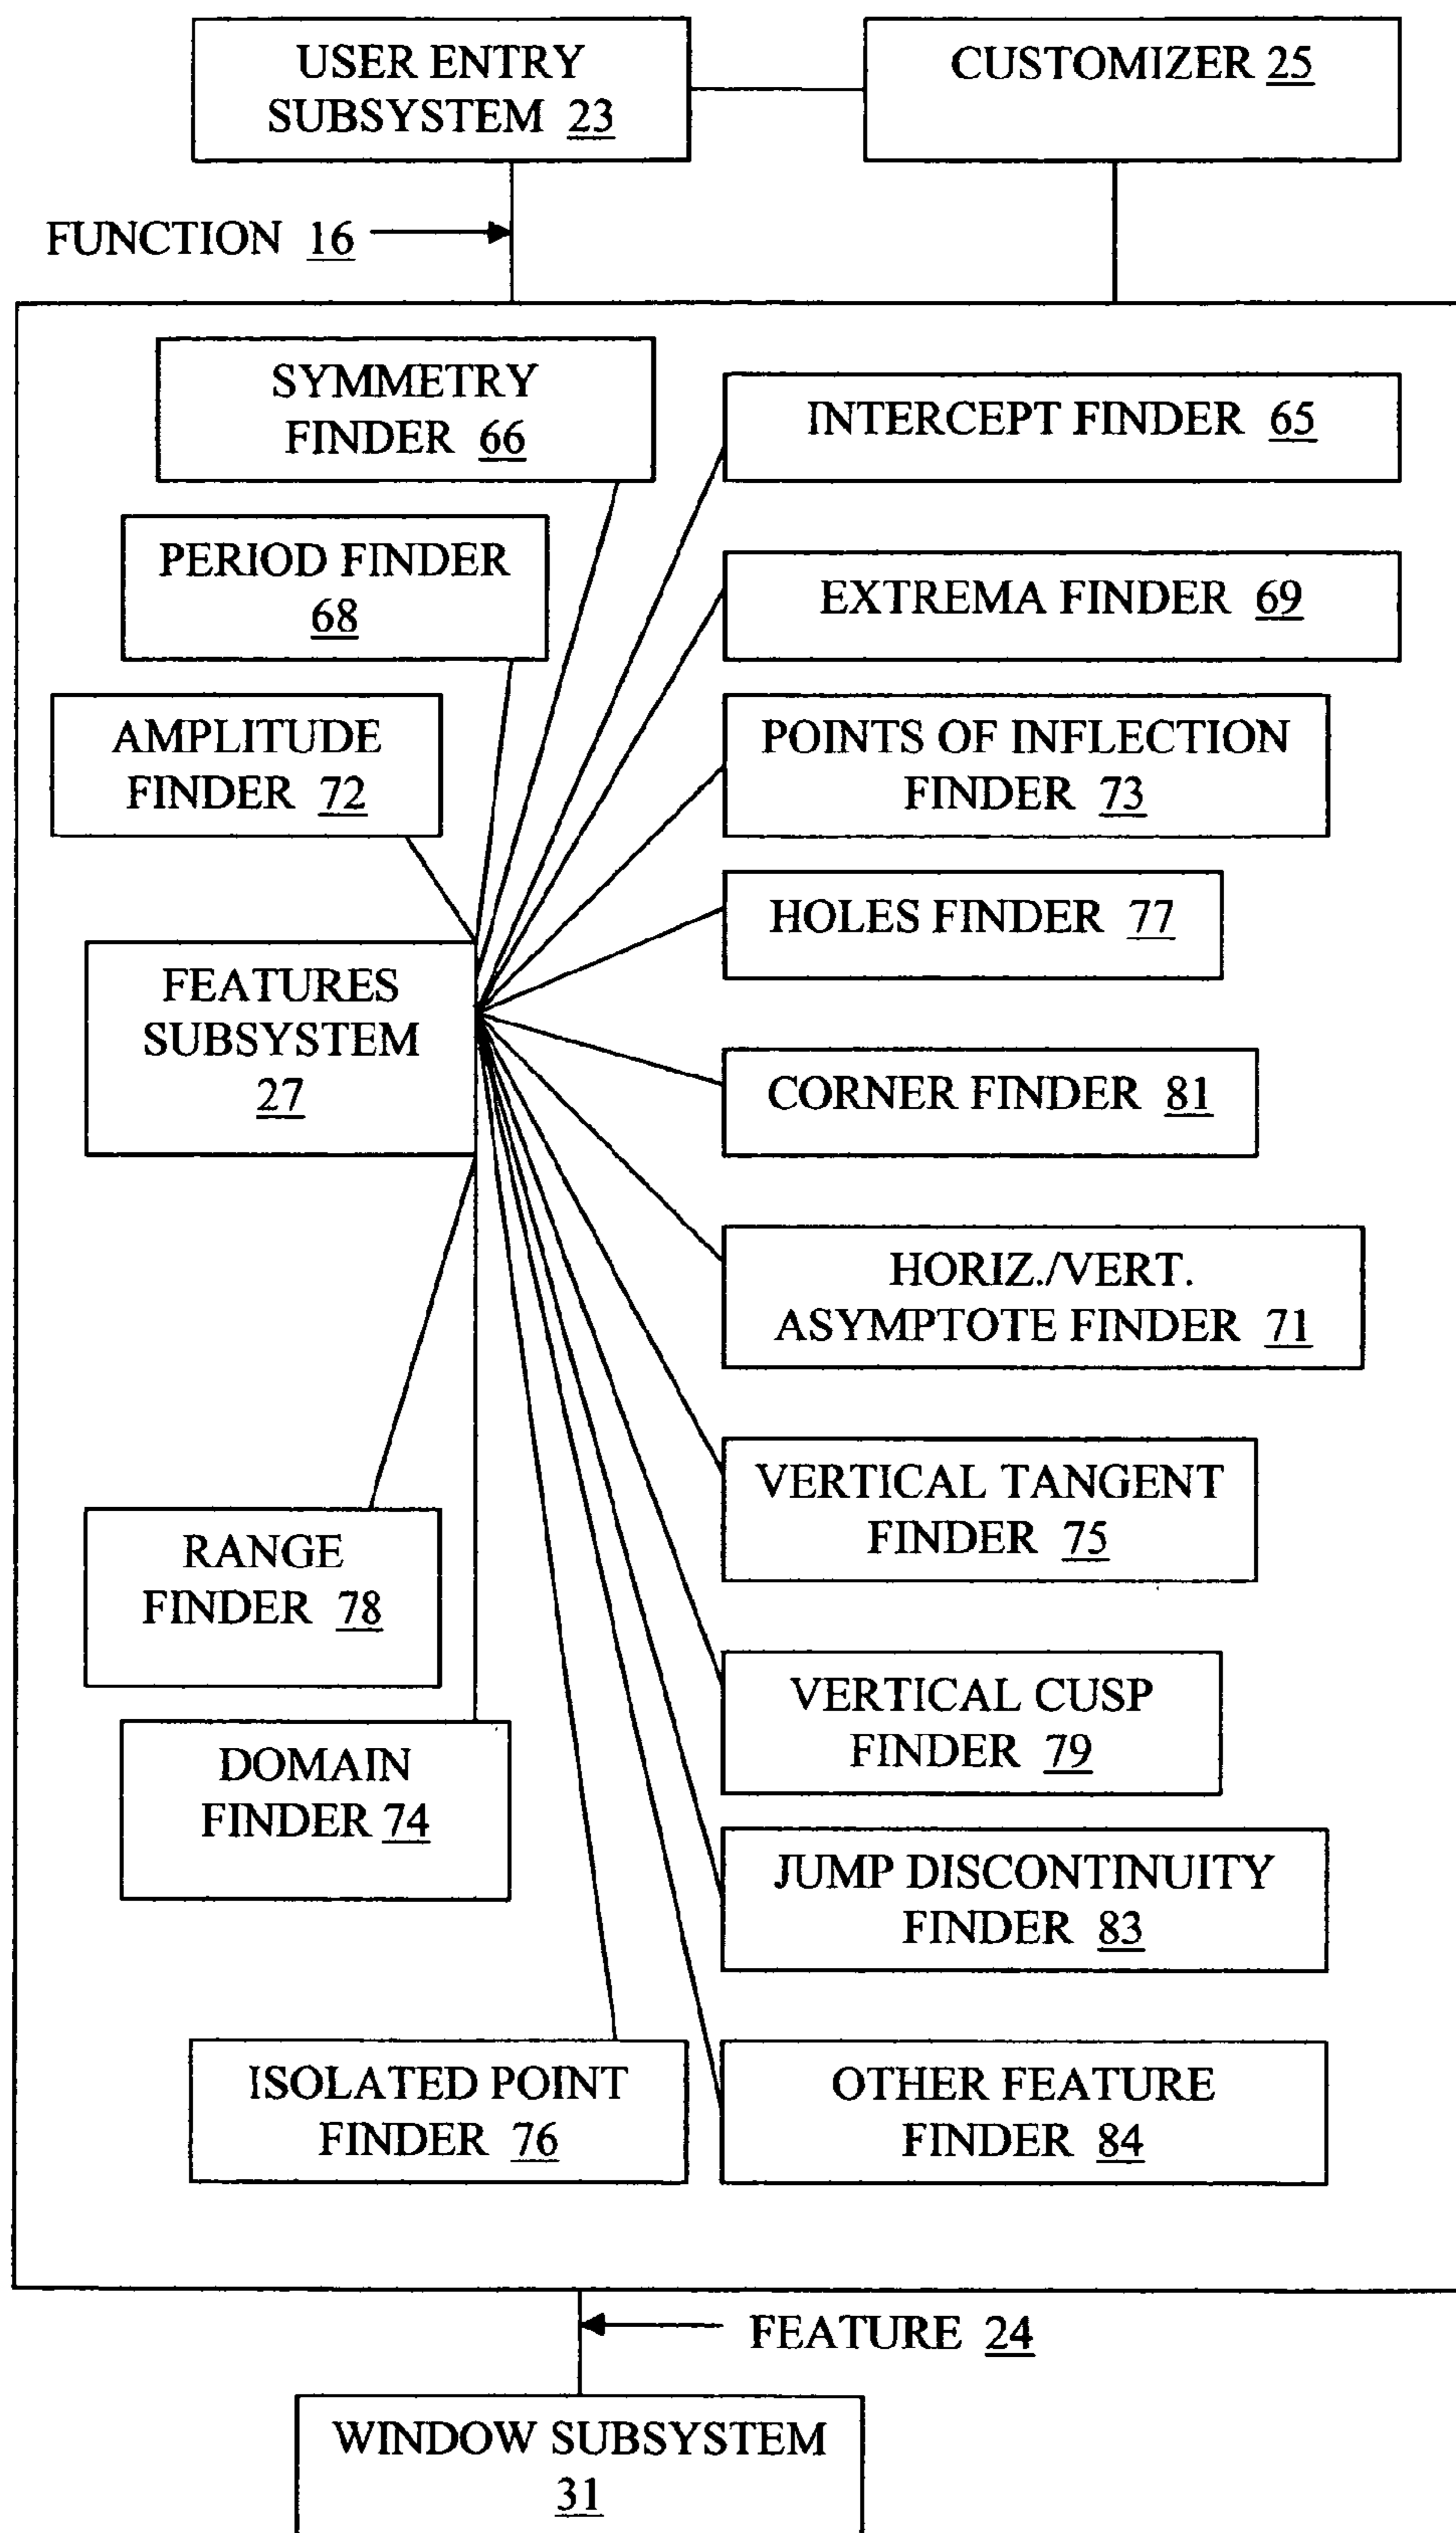 USER ENTRY
SUBSYSTEM 23
CUSTOMIZER 25
FUNCTION 16
SYMMETRY
FINDER 66
INTERCEPT FINDER 65
PERIOD FINDER
68
EXTREMA FINDER 69
AMPLITUDE
FINDER 72
POINTS OF INFLECTION
FINDER 73
HOLES FINDER 77
FEATURES
SUBSYSTEM
27
CORNER FINDER 81
HORIZ./VERT.
ASYMPTOTE FINDER 71
VERTICAL TANGENT
FINDER 75
RANGE
FINDER 78
VERTICAL CUSP
FINDER 79
DOMAIN
FINDER 74
JUMP DISCONTINUITY
FINDER 83
ISOLATED POINT
FINDER 76
OTHER FEATURE
FINDER 84
FEATURE 24
WINDOW SUBSYSTEM
31